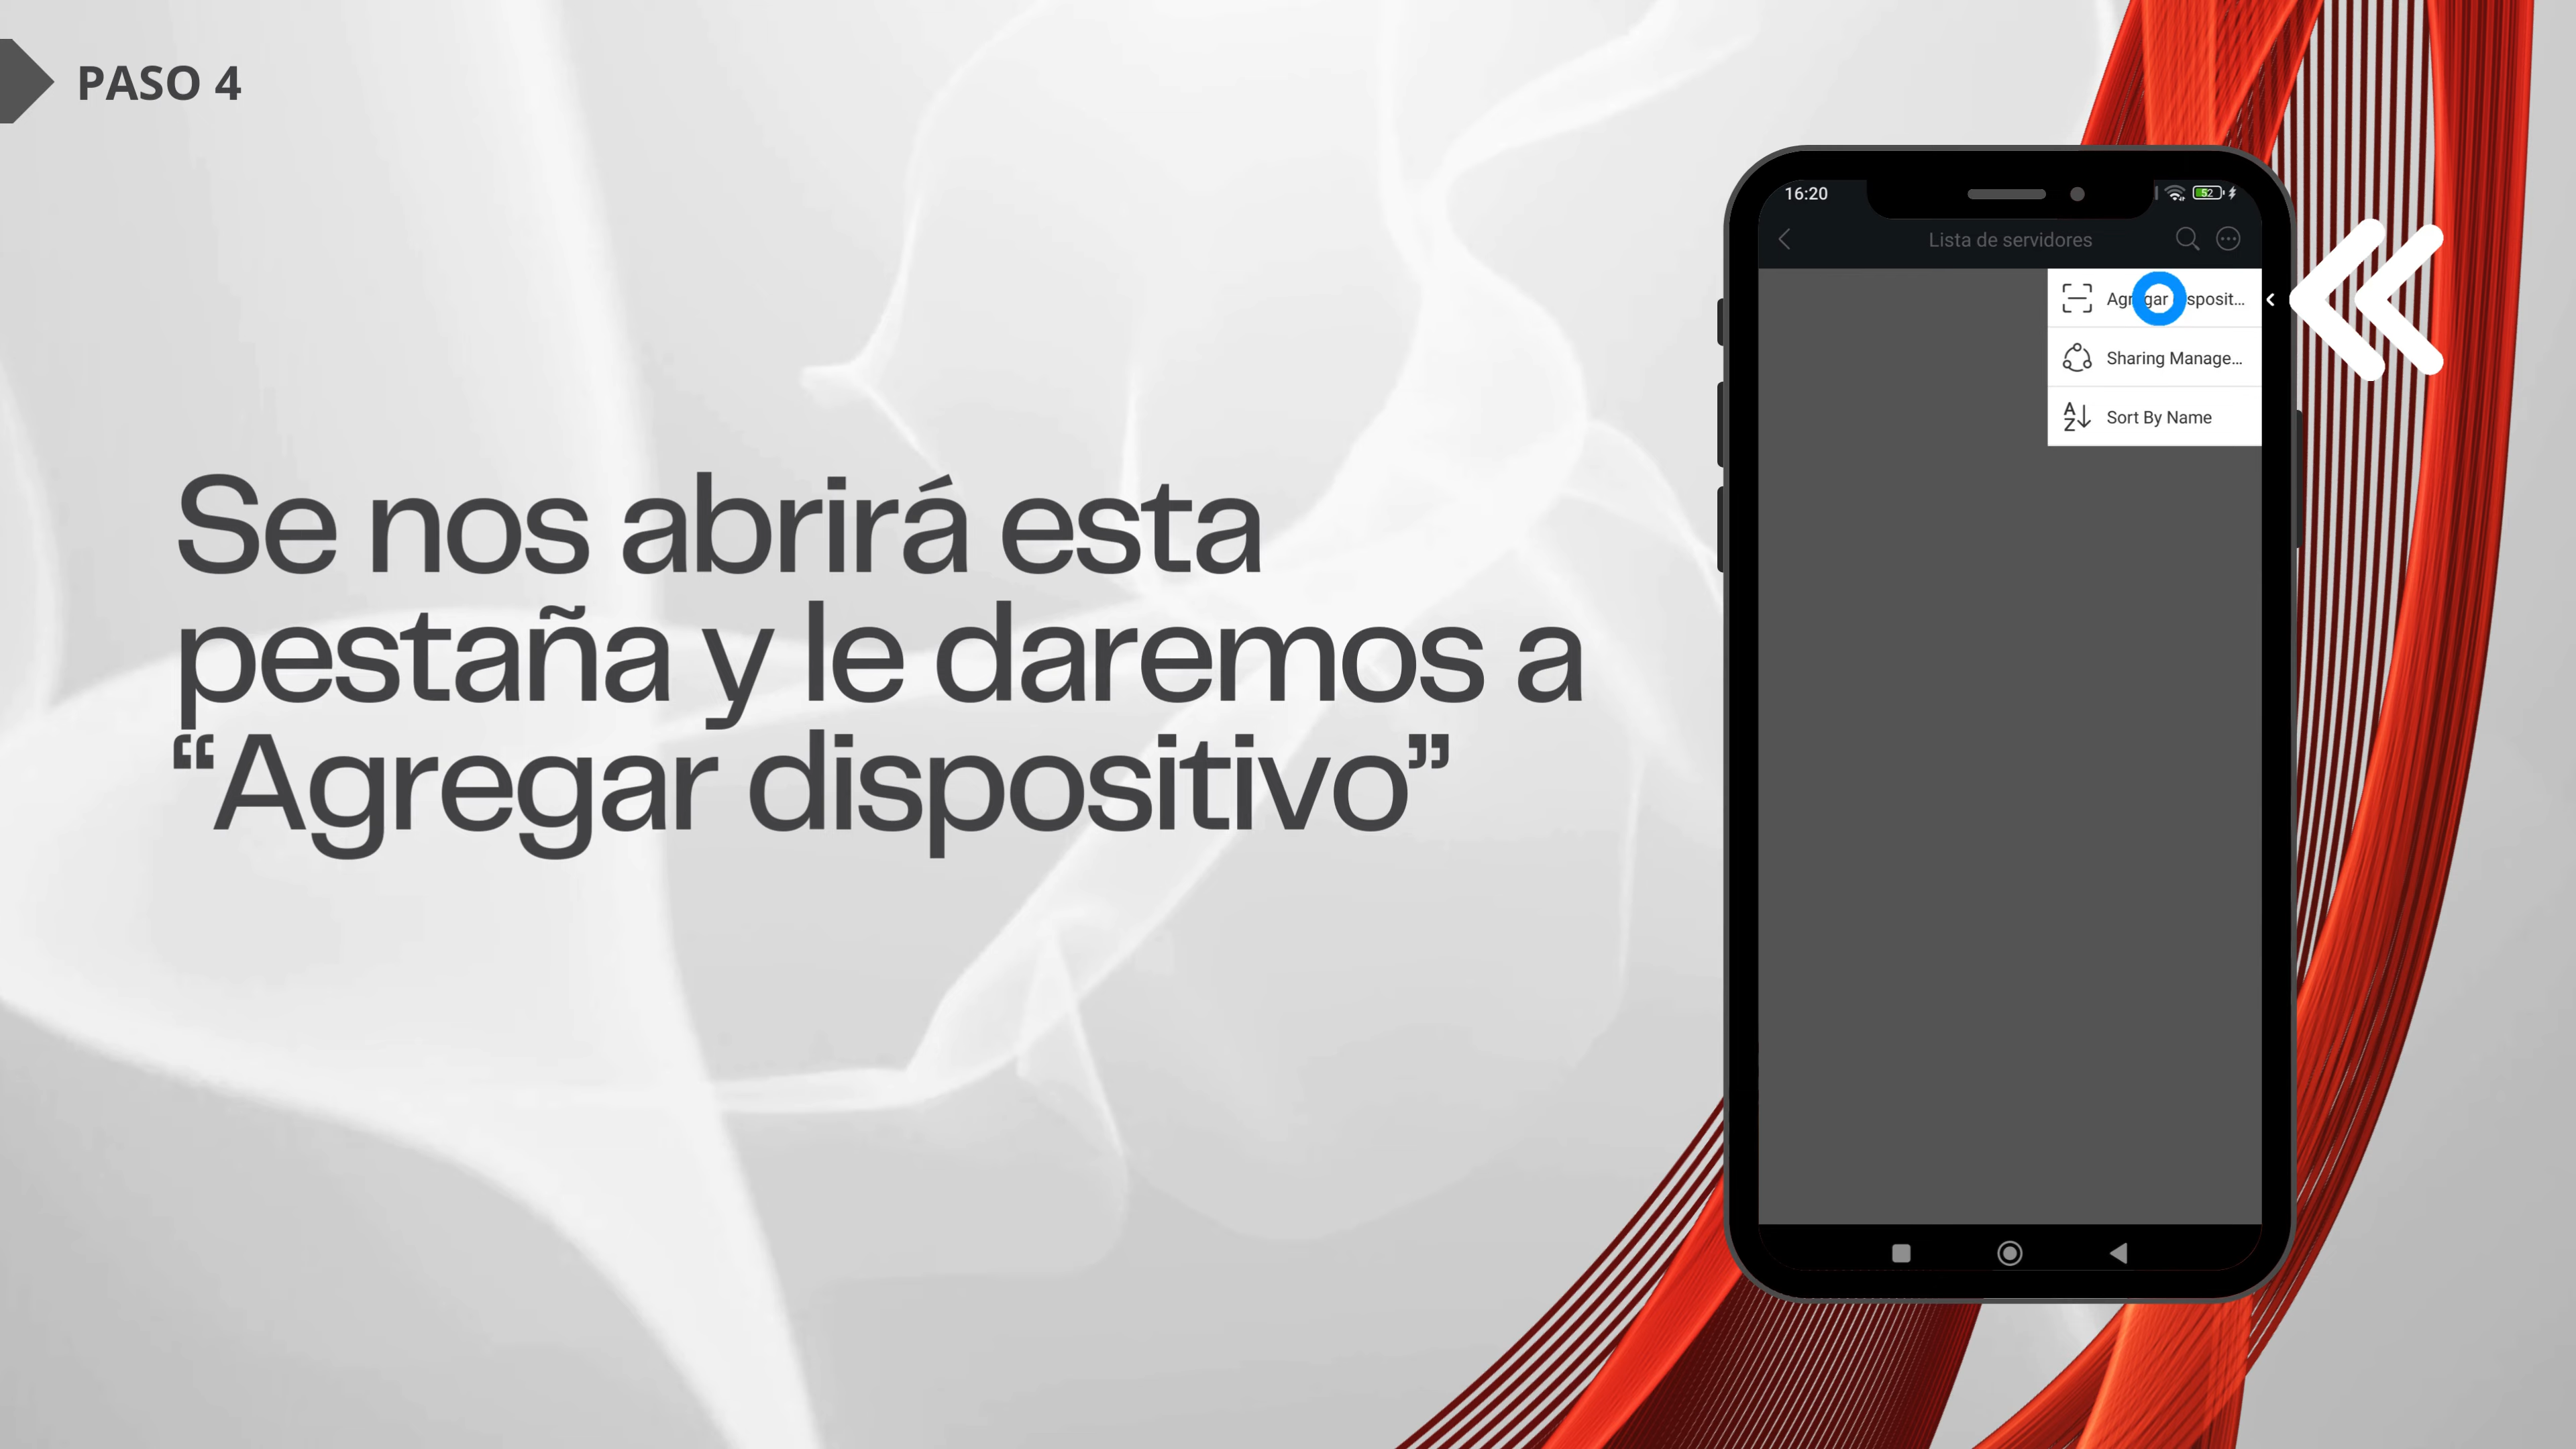 PASO 4
Se nos abrirá esta
pestaña y le daremos a
“Agregar dispositivo”
16:20
52
Lista de servidores
Sharing Manage...
Sort By Name